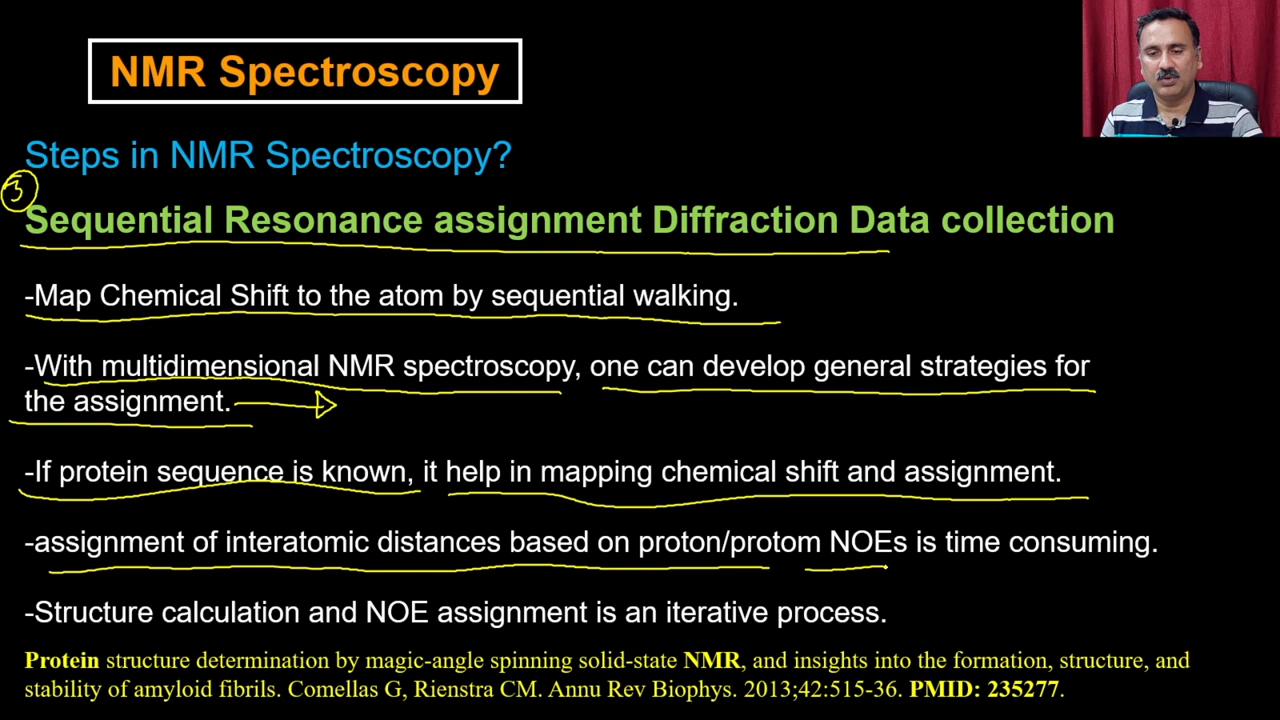 NMR Spectroscopy
Steps in NMR Spectroscopy?
3
Sequential Resonance assignment Diffraction Data collection
-Map Chemical Shift to the atom by sequential walking.
-With multidimensional NMR spectroscopy, one can develop general strategies for
the assignment.
-If protein sequence is known, it help in mapping chemical shift and assignment.
-assignment of interatomic distances based on proton/protom NOEs is time consuming.
-Structure calculation and NOE assignment is an iterative process.
Protein structure determination by magic-angle spinning solid-state NMR, and insights into the formation, structure, and
stability of amyloid fibrils. Comellas G, Rienstra CM. Annu Rev Biophys. 2013;42:515-36. PMID: 235277.